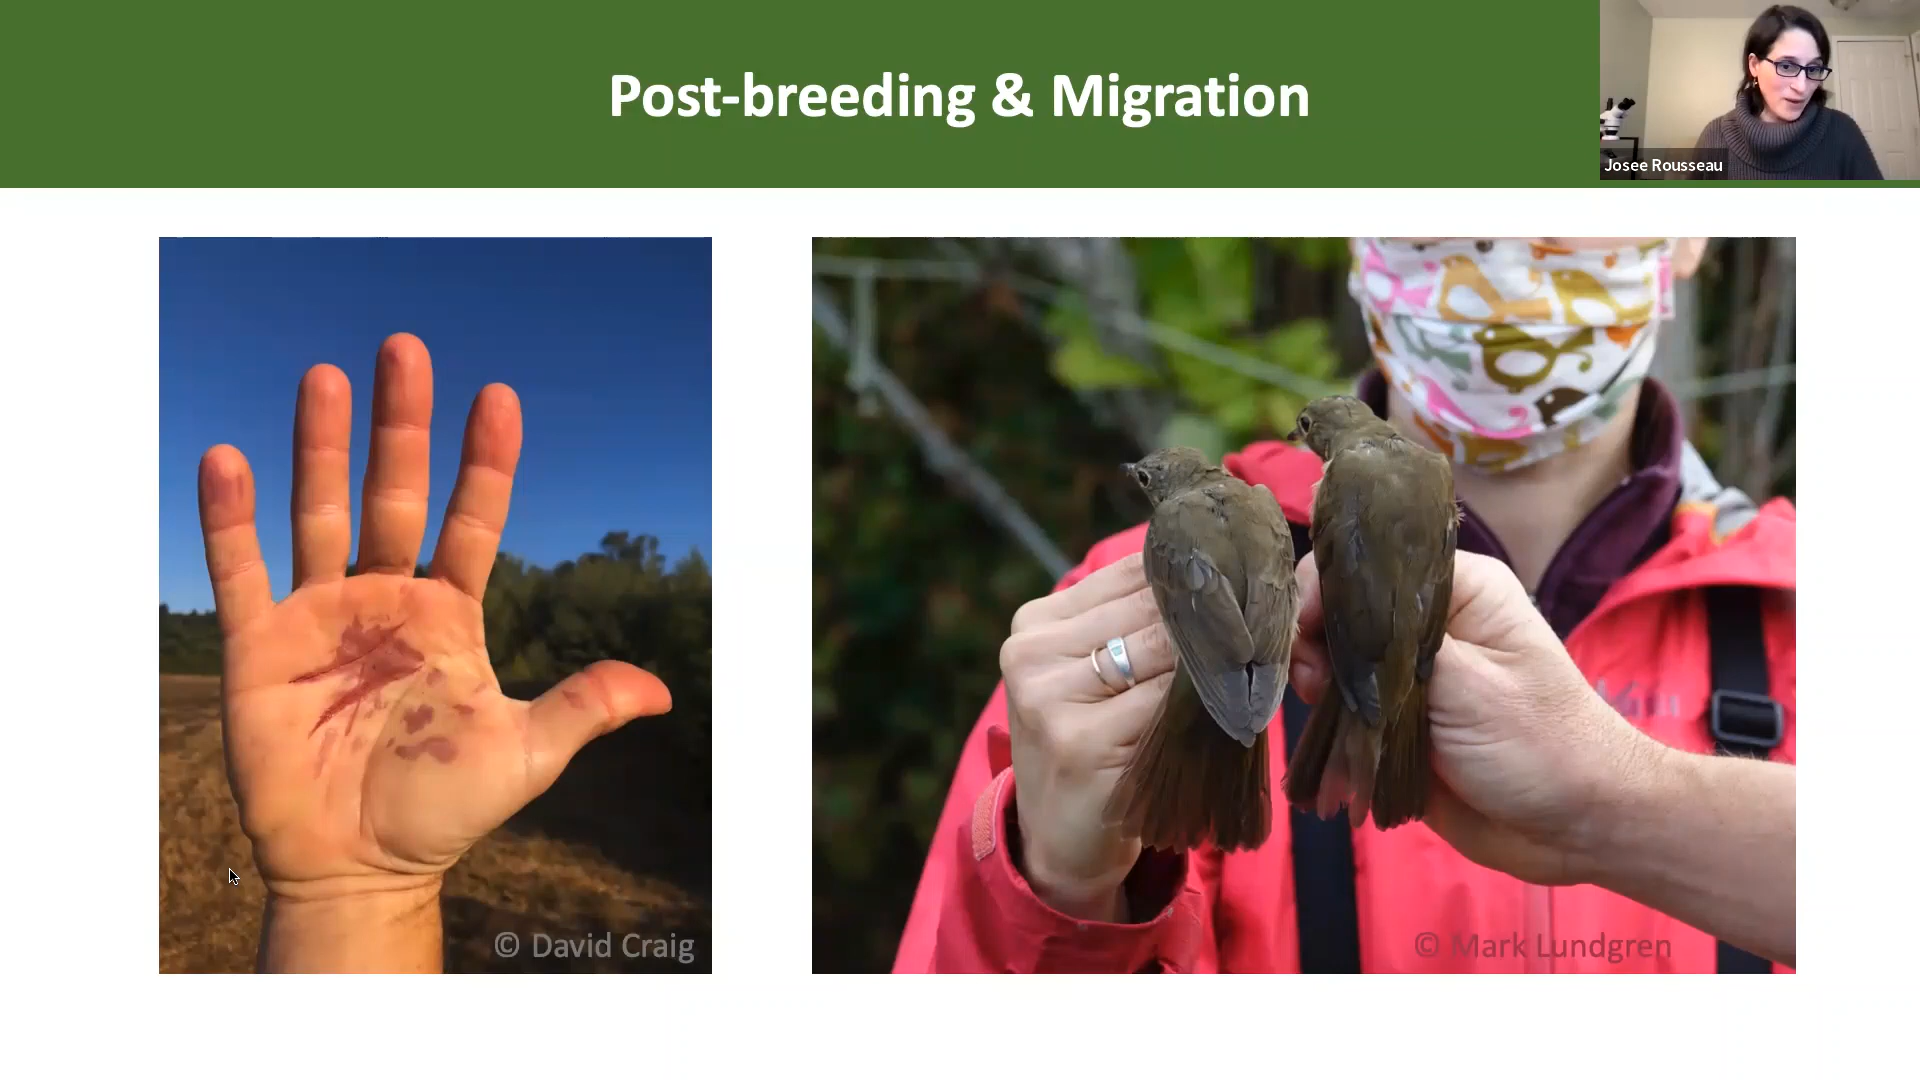 Post-breeding & Migration
Josee Rousseau
© David Craig
© Mark Lundgren